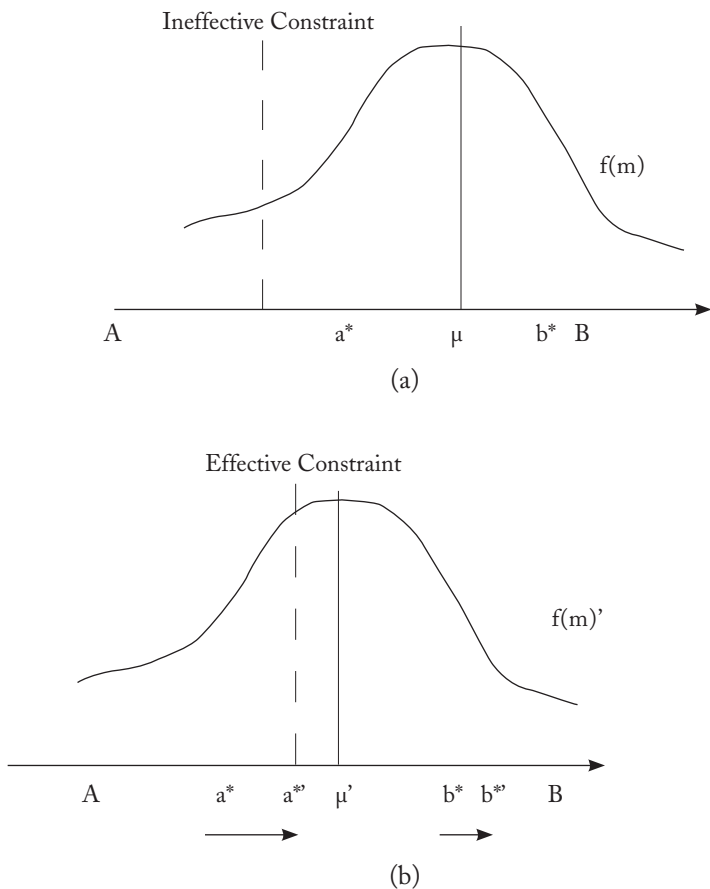 Ineffective Constraint
f(m)
A a* μ b* B
(a)
Effective Constraint
f(m)’
A a* a*’ μ’ b* b*’ B
(b)